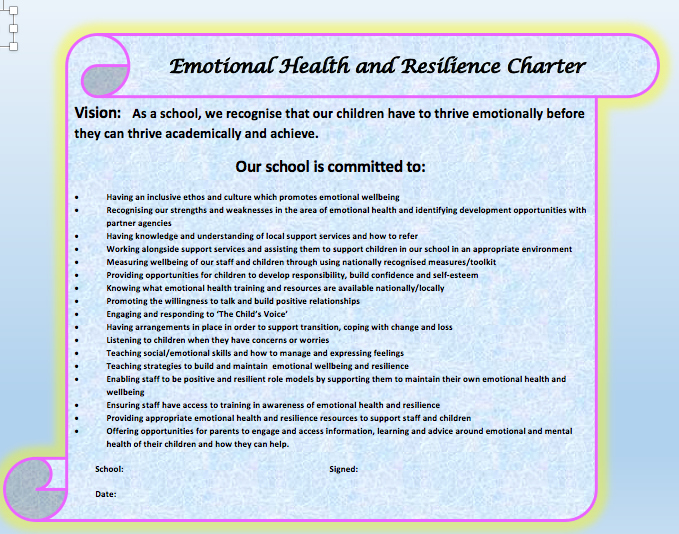 Emotional Health and Resilience Charter
Vision: As a school, we recognise that our children have to thrive emotionally before
they can thrive academically and achieve.
Our school is committed to:
• Having an inclusive ethos and culture which promotes emotional wellbeing
• Recognising our strengths and weaknesses in the area of emotional health and identifying development opportunities with
partner agencies
• Having knowledge and understanding of local support services and how to refer
• Working alongside support services and assisting them to support children in our school in an appropriate environment
• Measuring wellbeing of our staff and children through using nationally recognised measures/toolkit
• Providing opportunities for children to develop responsibility, build confidence and self-esteem
• Knowing what emotional health training and resources are available nationally/locally
• Promoting the willingness to talk and build positive relationships
• Engaging and responding to ‘The Child’s Voice’
• Having arrangements in place in order to support transition, coping with change and loss
• Listening to children when they have concerns or worries
• Teaching social/emotional skills and how to manage and expressing feelings
• Teaching strategies to build and maintain emotional wellbeing and resilience
• Enabling staff to be positive and resilient role models by supporting them to maintain their own emotional health and
wellbeing
• Ensuring staff have access to training in awareness of emotional health and resilience
• Providing appropriate emotional health and resilience resources to support staff and children
• Offering opportunities for parents to engage and access information, learning and advice around emotional and mental
health of their children and how they can help.
School: Signed:
Date: